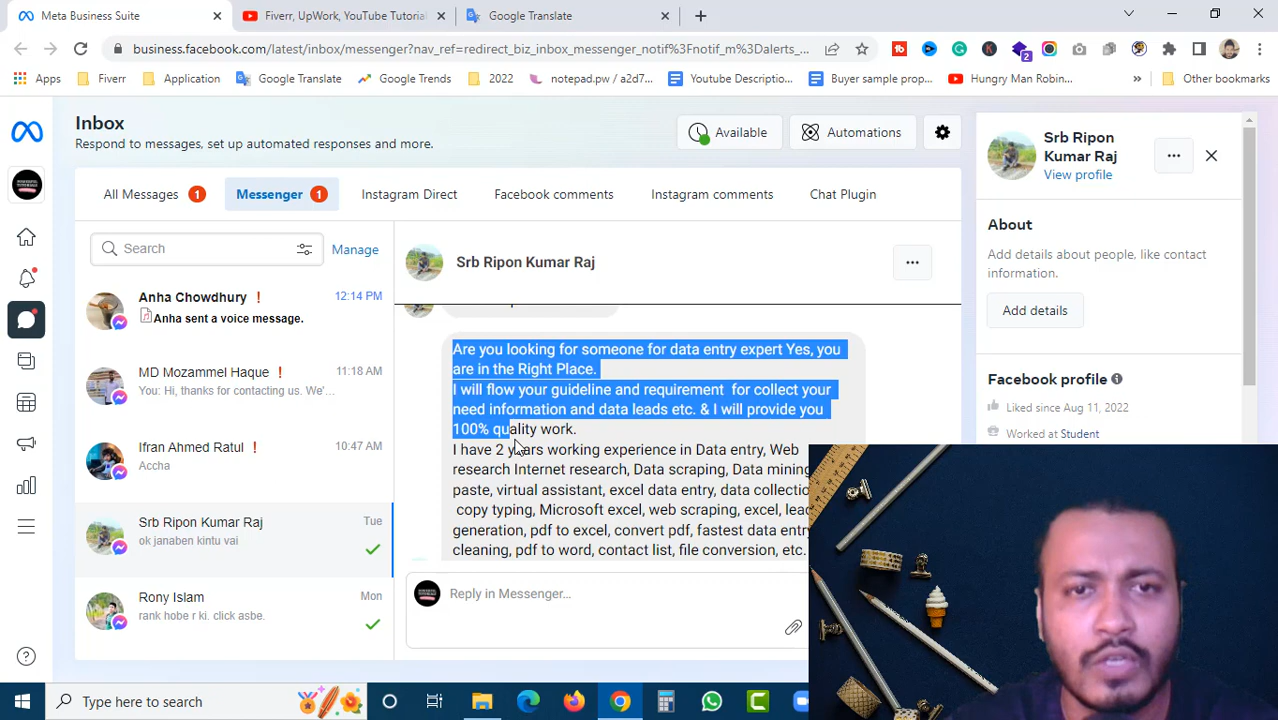 Meta Business Suite
Fiverr, UpWork, YouTube Tutorial
Google Translate
business.facebook.com/latest/inbox/messenger?nav_ref=redirect_biz_inbox_messenger_notif%3Fnotif_m%3Dalerts_...
Apps
Fiverr
Application
Google Translate
Google Trends
2022
notepad.pw / a2d7...
Youtube Descriptio...
Buyer sample prop...
Hungry Man Robin...
Other bookmarks
Inbox
Respond to messages, set up automated responses and more.
Available
Automations
All Messages 1
Messenger 1
Instagram Direct
Facebook comments
Instagram comments
Chat Plugin
Search
Manage
Anha Chowdhury
12:14 PM
Anha sent a voice message.
MD Mozammel Haque
11:18 AM
You: Hi, thanks for contacting us. We'...
Ifran Ahmed Ratul
10:47 AM
Accha
Srb Ripon Kumar Raj
Tue
ok janaben kintu vai
Rony Islam
Mon
rank hobe r ki. click asbe.
Srb Ripon Kumar Raj
Are you looking for someone for data entry expert Yes, you
are in the Right Place.
I will flow your guideline and requirement for collect your
need information and data leads etc. & I will provide you
100% quality work.
I have 2 years working experience in Data entry, Web
research Internet research, Data scraping, Data mining
paste, virtual assistant, excel data entry, data collectio
copy typing, Microsoft excel, web scraping, excel, lead
generation, pdf to excel, convert pdf, fastest data entry
cleaning, pdf to word, contact list, file conversion, etc.
Reply in Messenger...
Srb Ripon
Kumar Raj
View profile
About
Add details about people, like contact
information.
Add details
Facebook profile
Liked since Aug 11, 2022
Worked at Student
Type here to search